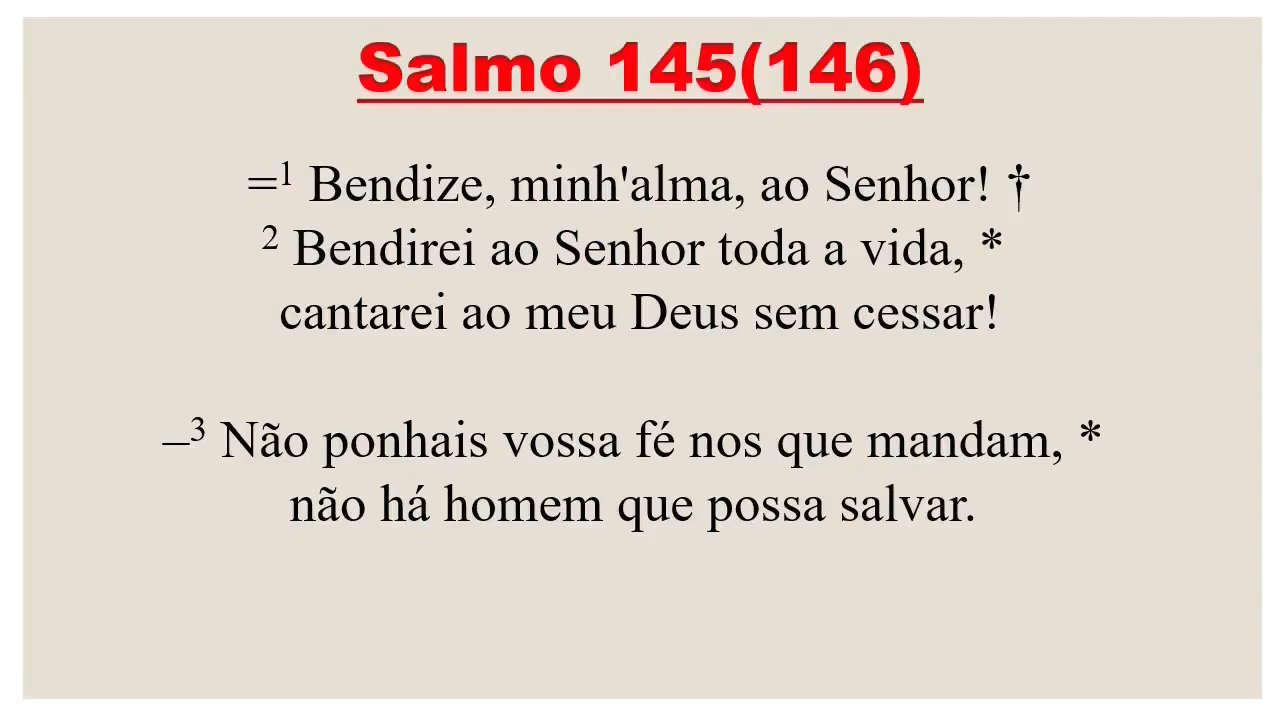 Salmo 145(146)
=¹ Bendize, minh'alma, ao Senhor! †
² Bendirei ao Senhor toda a vida, *
cantarei ao meu Deus sem cessar!
–³ Não ponhais vossa fé nos que mandam, *
não há homem que possa salvar.